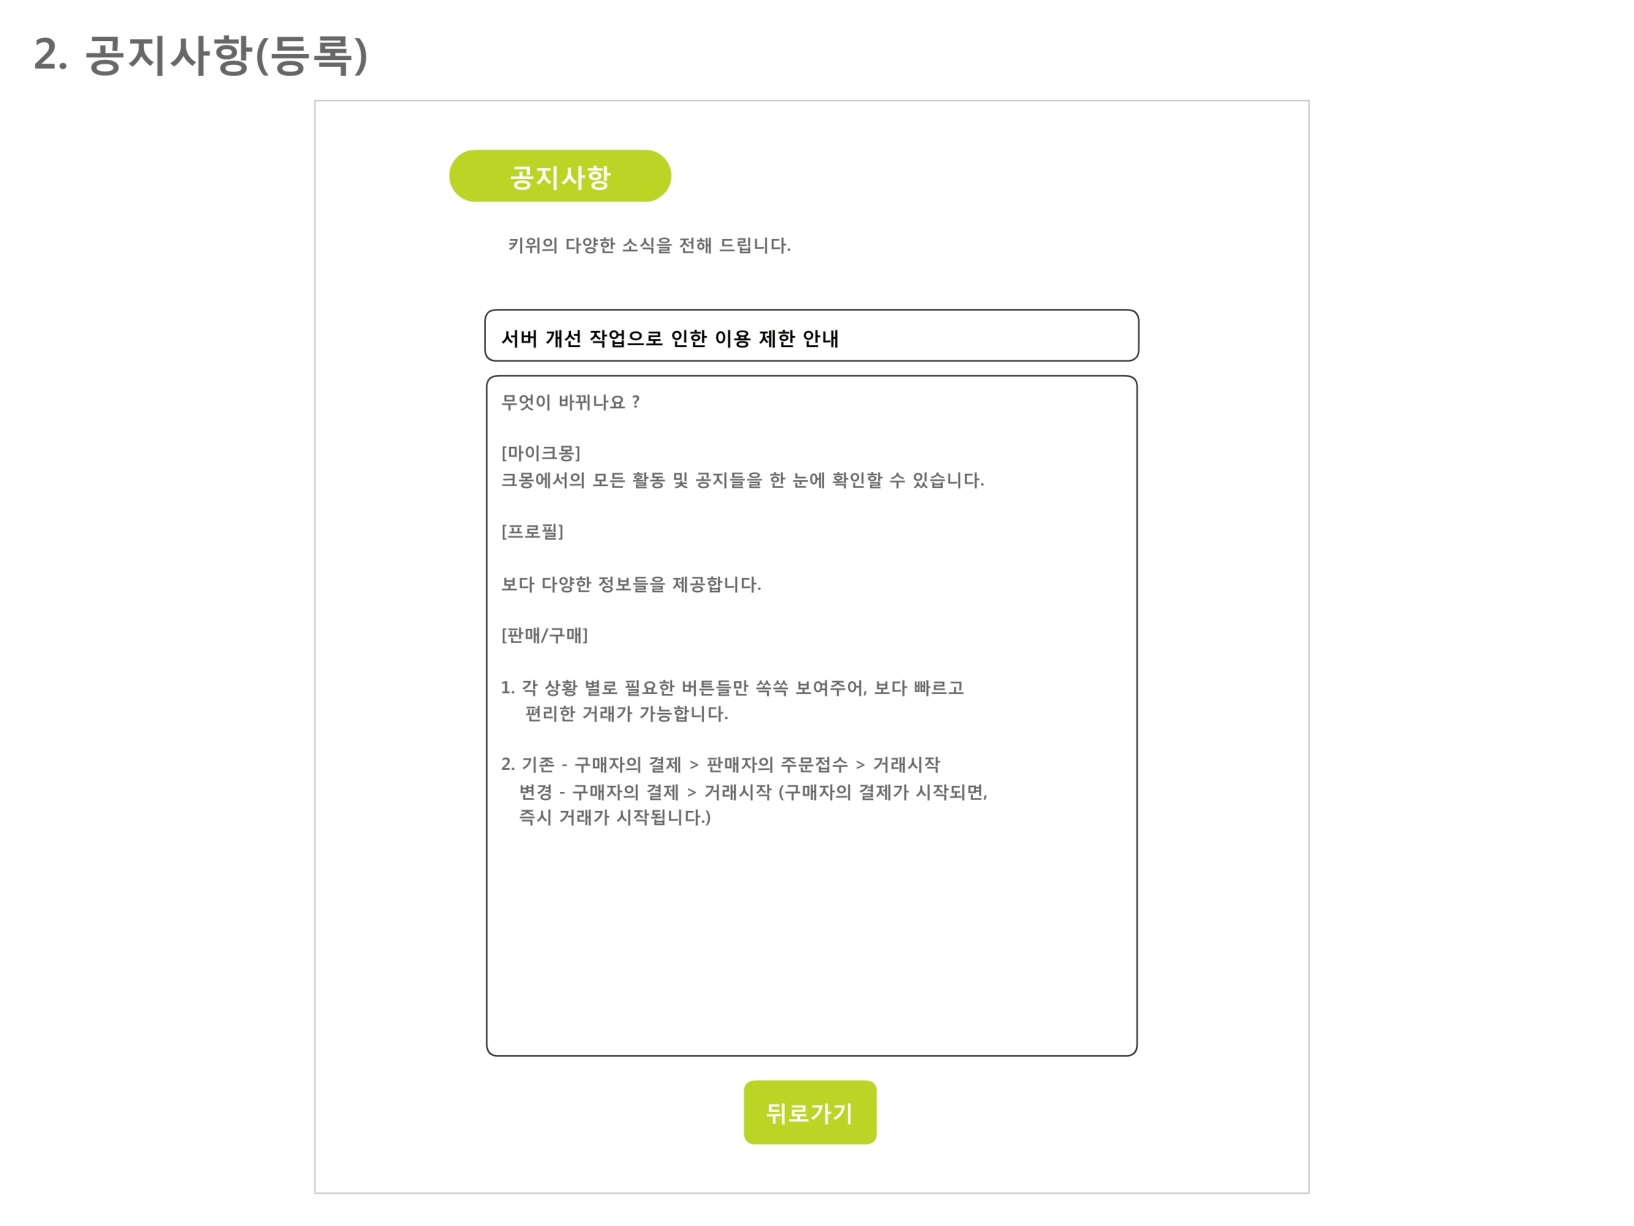 2. 공지사항(등록)
공지사항
키위의 다양한 소식을 전해 드립니다.
서버 개선 작업으로 인한 이용 제한 안내
무엇이 바뀌나요 ?
[마이크몽]
크몽에서의 모든 활동 및 공지들을 한 눈에 확인할 수 있습니다.
[프로필]
보다 다양한 정보들을 제공합니다.
[판매/구매]
1. 각 상황 별로 필요한 버튼들만 쏙쏙 보여주어, 보다 빠르고
편리한 거래가 가능합니다.
2. 기존 - 구매자의 결제 > 판매자의 주문접수 > 거래시작
변경 - 구매자의 결제 > 거래시작 (구매자의 결제가 시작되면,
즉시 거래가 시작됩니다.)
뒤로가기